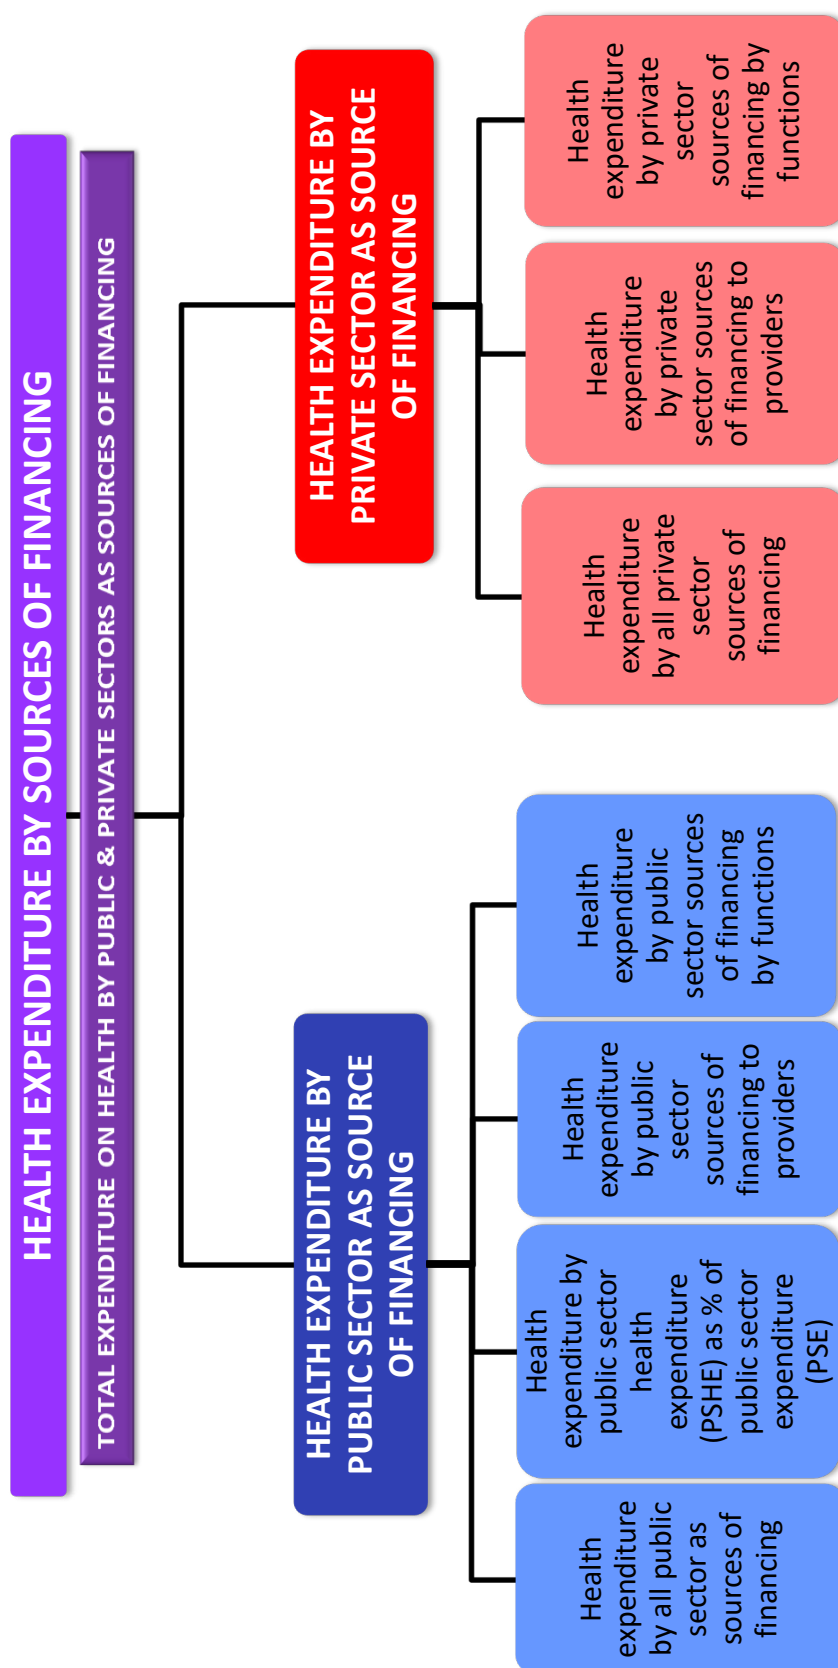 HEALTH EXPENDITURE BY SOURCES OF FINANCING
TOTAL EXPENDITURE ON HEALTH BY PUBLIC & PRIVATE SECTORS AS SOURCES OF FINANCING
HEALTH EXPENDITURE BY
PUBLIC SECTOR AS SOURCE
OF FINANCING
HEALTH EXPENDITURE BY
PRIVATE SECTOR AS SOURCE
OF FINANCING
Health
expenditure
by all public
sector as
sources of
financing
Health
expenditure by
public sector
health
expenditure
(PSHE) as % of
public sector
expenditure
(PSE)
Health
expenditure
by public
sector
sources of
financing to
providers
Health
expenditure
by public
sector sources
of financing
by functions
Health
expenditure
by all private
sector
sources of
financing
Health
expenditure
by private
sector sources
of financing to
providers
Health
expenditure
by private
sector
sources of
financing by
functions